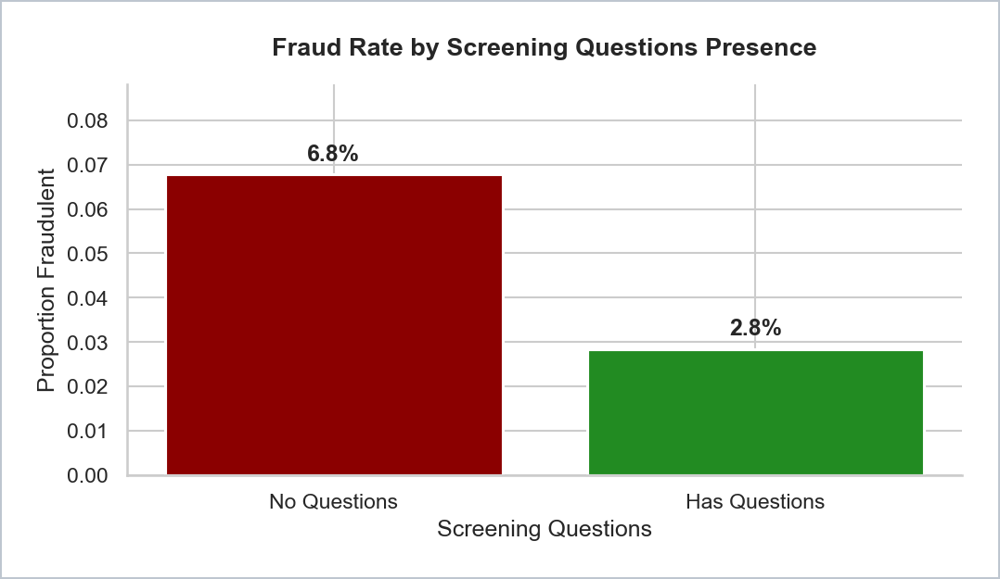 Fraud Rate by Screening Questions Presence
Proportion Fraudulent
0.08
0.07
0.06
0.05
0.04
0.03
0.02
0.01
0.00
6.8%
2.8%
No Questions
Has Questions
Screening Questions